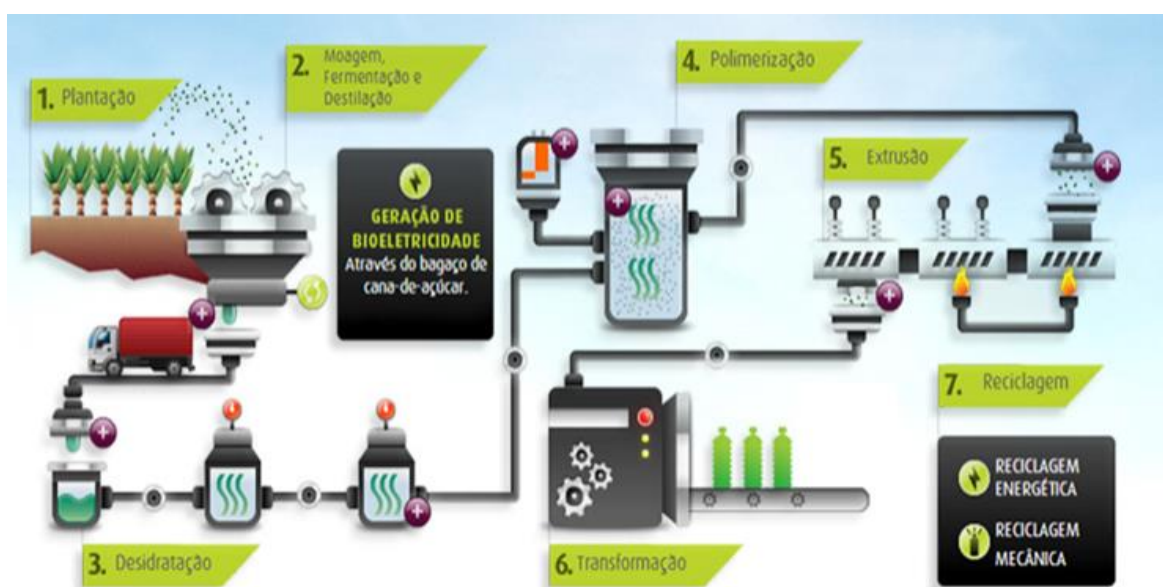 1. Plantação
2. Moagem,
Fermentação e
Destilação
GERAÇÃO DE
BIOELETRICIDADE
Através do bagaço de
cana-de-açúcar.
3. Desidratação
4. Polimerização
5. Extrusão
6. Transformação
7. Reciclagem
RECICLAGEM
ENERGÉTICA
RECICLAGEM
MECÂNICA